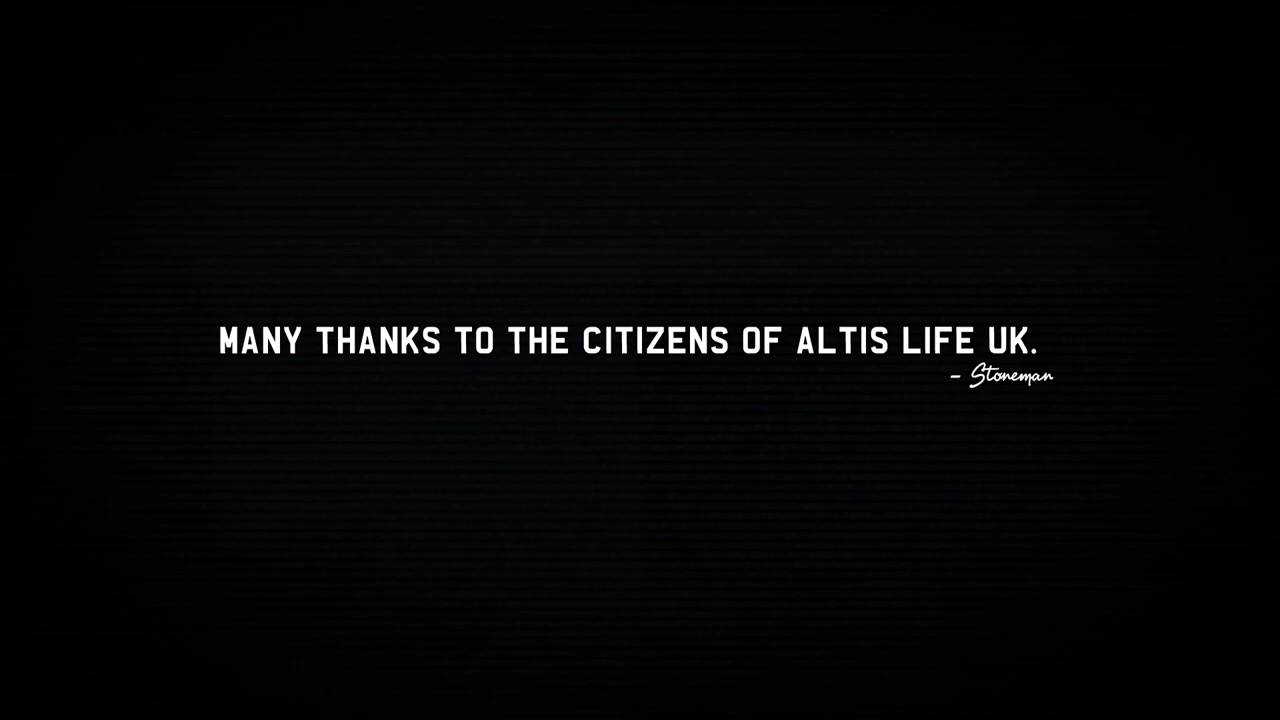 MANY THANKS TO THE CITIZENS OF ALTIS LIFE UK.
- Stoneman